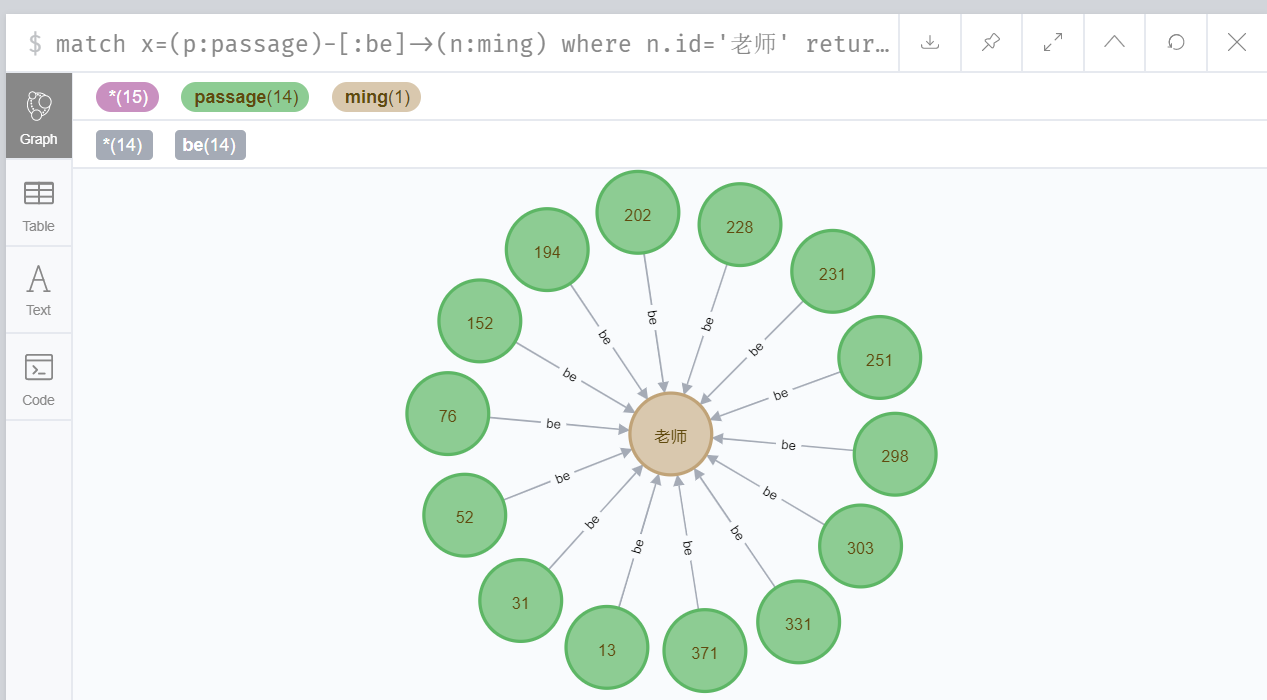 $ match x=(p:passage)-[:be]->(n:ming) where n.id='老师' retur…
*(15) passage(14) ming(1)
*(14) be(14)
Graph
Table
Text
Code
202
228
194
231
152
251
76
298
52
303
31
331
13
371
老师
be
be
be
be
be
be
be
be
be
be
be
be
be
be